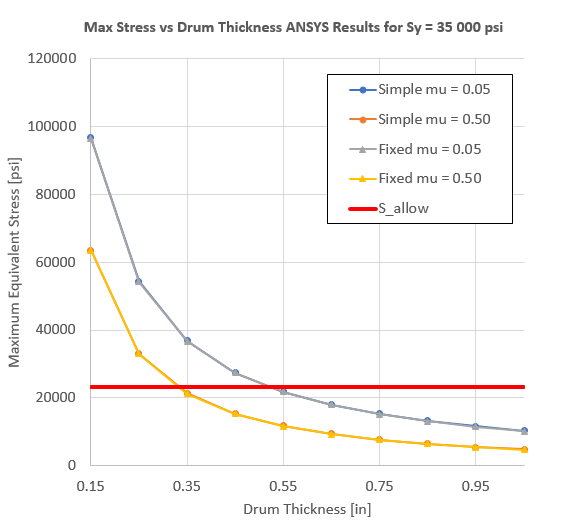 Max Stress vs Drum Thickness ANSYS Results for Sy = 35 000 psi
120000
100000
80000
60000
40000
20000
0
Maximum Equivalent Stress [psi]
Simple mu = 0.05
Simple mu = 0.50
Fixed mu = 0.05
Fixed mu = 0.50
S_allow
0.15 0.35 0.55 0.75 0.95
Drum Thickness [in]